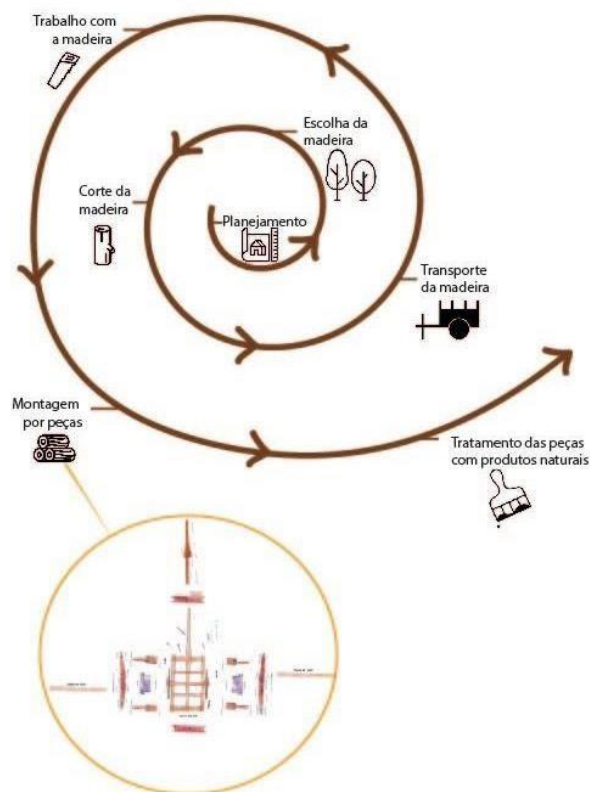 Trabalho com
a madeira
Escolha da
madeira
Corte da
madeira
Planejamento
Transporte
da madeira
Montagem
por peças
Tratamento das peças
com produtos naturais